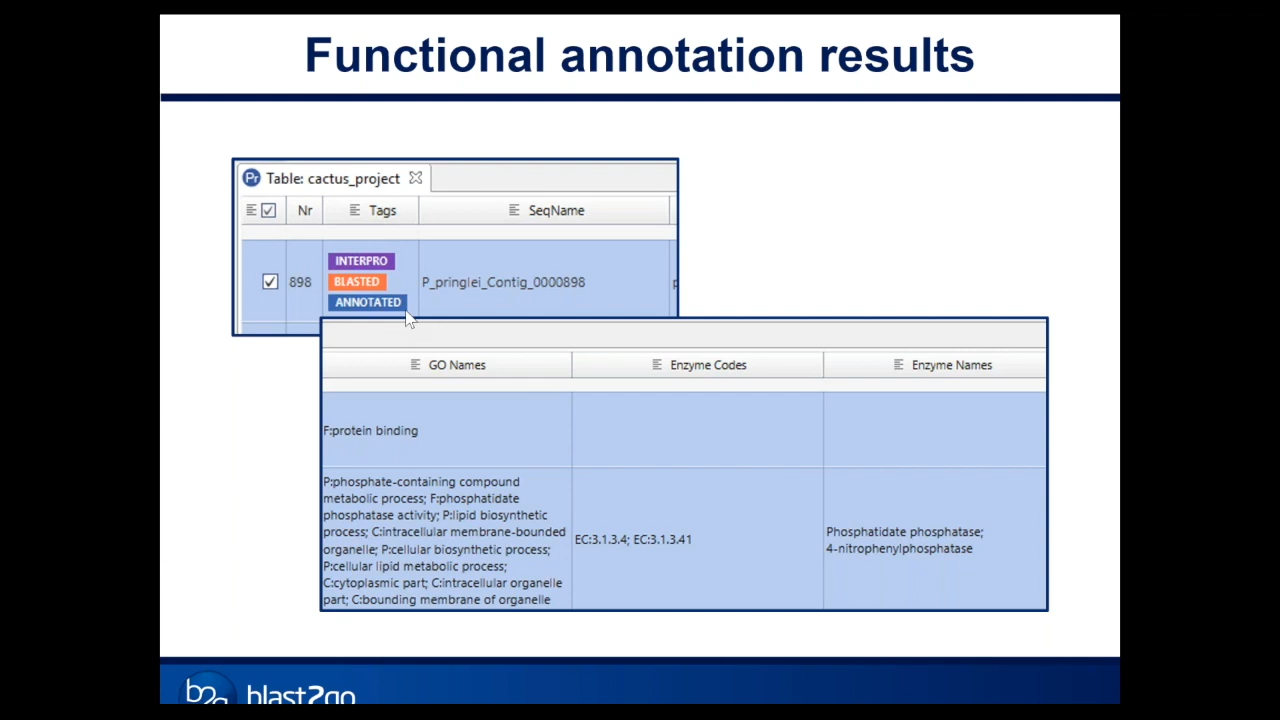 Functional annotation results
Pr Table: cactus_project
Nr Tags SeqName
INTERPRO
898 BLASTED P_pringlei_Contig_0000898
ANNOTATED
GO Names Enzyme Codes Enzyme Names
F:protein binding
P:phosphate-containing compound
metabolic process; F:phosphatidate
phosphatase activity; P:lipid biosynthetic
process; C:intracellular membrane-bounded
organelle; P:cellular biosynthetic process;
P:cellular lipid metabolic process;
C:cytoplasmic part; C:intracellular organelle
part; C:bounding membrane of organelle
EC:3.1.3.4; EC:3.1.3.41
Phosphatidate phosphatase;
4-nitrophenylphosphatase
b2g blast2go